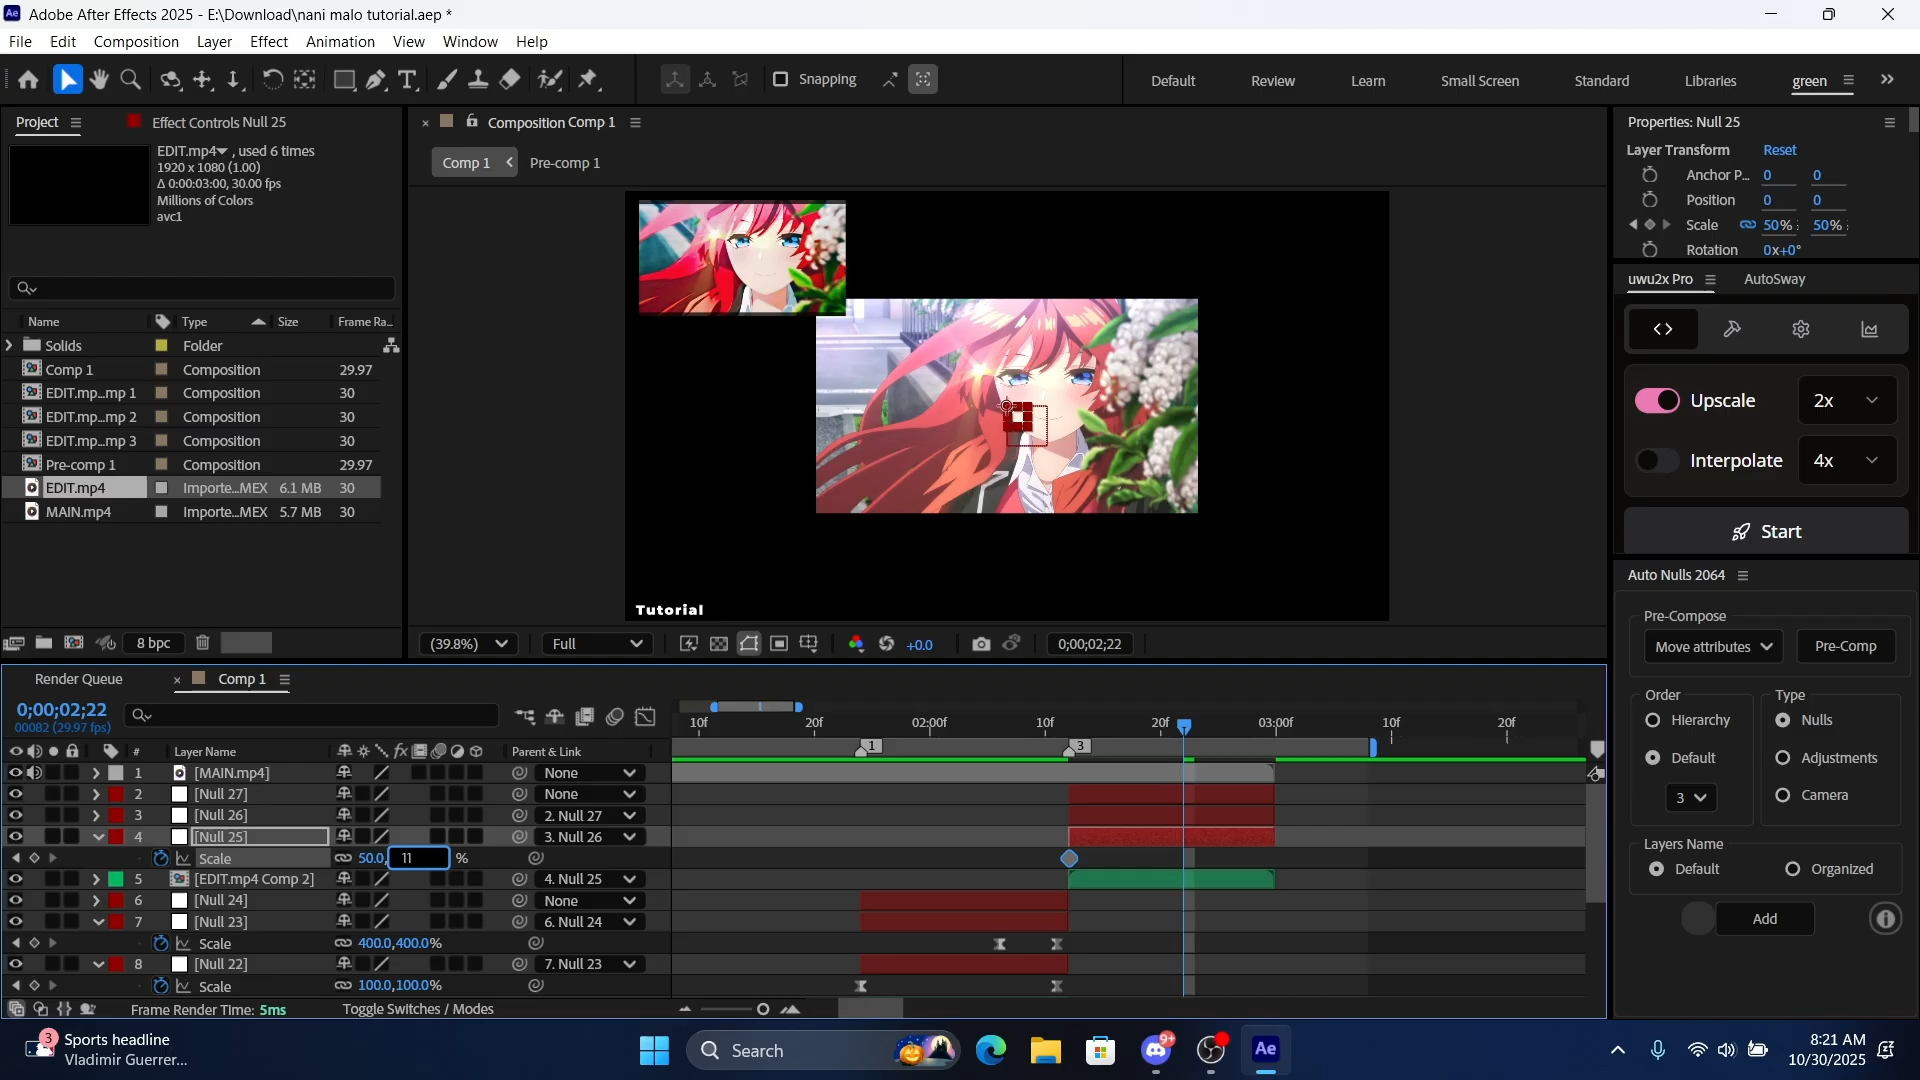 Ae Adobe After Effects 2025 - E:\Download\nani malo tutorial.aep *
File Edit Composition Layer Effect Animation View Window Help
Snapping
Default Review Learn Small Screen Standard Libraries green
Project Effect Controls Null 25
EDIT.mp4 , used 6 times
1920 x 1080 (1.00)
Δ 0:00:03:00, 30.00 fps
Millions of Colors
avc1
Name Type Size Frame Ra...
Solids Folder
Comp 1 Composition 29.97
EDIT.mp...mp 1 Composition 30
EDIT.mp...mp 2 Composition 30
EDIT.mp...mp 3 Composition 30
Pre-comp 1 Composition 29.97
EDIT.mp4 Importe...MEX 6.1 MB 30
MAIN.mp4 Importe...MEX 5.7 MB 30
8 bpc
Composition Comp 1
Comp 1 Pre-comp 1
Tutorial
(39.8%) Full +0.0 0;00;02;22
Properties: Null 25
Layer Transform Reset
Anchor P... 0 0
Position 0 0
Scale 50% 50%
Rotation 0x+0°
uwu2x Pro AutoSway
Upscale 2x
Interpolate 4x
Start
Auto Nulls 2064
Pre-Compose
Move attributes Pre-Comp
Order Type
Hierarchy Nulls
Default Adjustments
3 Camera
Layers Name
Default Organized
Add
Render Queue Comp 1
0;00;02;22
00082 (29.97 fps)
10f 20f 02:00f 10f 20f 03:00f 10f 20f
# Layer Name fx Parent & Link 1 3
1 [MAIN.mp4] None
2 [Null 27] None
3 [Null 26] 2. Null 27
4 [Null 25] 3. Null 26
Scale 50.0, 11 %
5 [EDIT.mp4 Comp 2] 4. Null 25
6 [Null 24] None
7 [Null 23] 6. Null 24
Scale 400.0,400.0%
8 [Null 22] 7. Null 23
Scale 100.0,100.0%
Frame Render Time: 5ms Toggle Switches / Modes
3 Sports headline
Vladimir Guerrer...
Search
9+
Ae
8:21 AM
10/30/2025